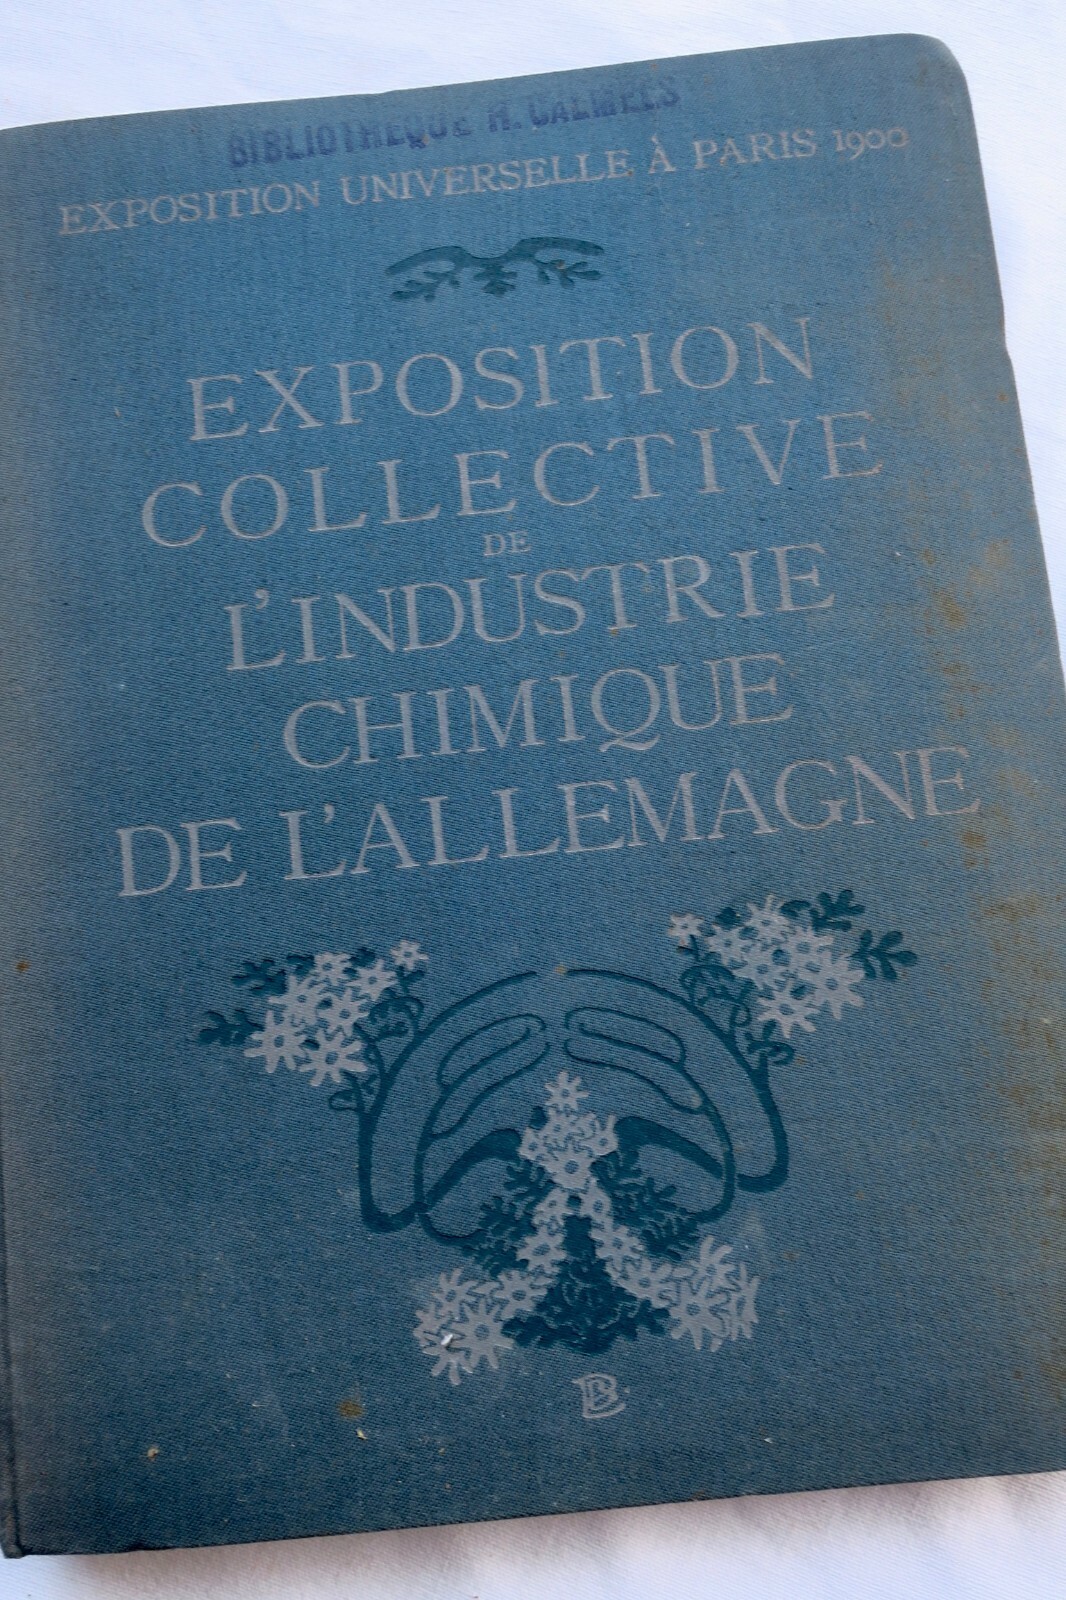 BIBLIOTHEQUE H. CALMELS
EXPOSITION UNIVERSELLE À PARIS 1900
EXPOSITION
COLLECTIVE
DE
L'INDUSTRIE
CHIMIQUE
DE L'ALLEMAGNE